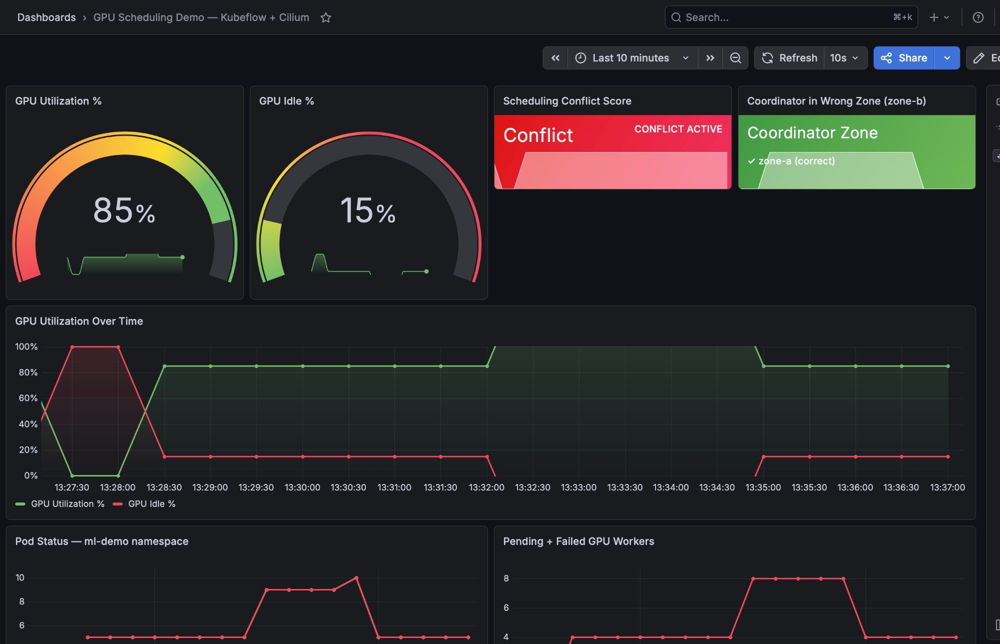 Dashboards › GPU Scheduling Demo — Kubeflow + Cilium
Search... ⌘+k
Last 10 minutes
Refresh 10s
Share
GPU Utilization %
85%
GPU Idle %
15%
Scheduling Conflict Score
Conflict
CONFLICT ACTIVE
Coordinator in Wrong Zone (zone-b)
Coordinator Zone
✓ zone-a (correct)
GPU Utilization Over Time
100%
80%
60%
40%
20%
0%
13:27:30 13:28:00 13:28:30 13:29:00 13:29:30 13:30:00 13:30:30 13:31:00 13:31:30 13:32:00 13:32:30 13:33:00 13:33:30 13:34:00 13:34:30 13:35:00 13:35:30 13:36:00 13:36:30 13:37:00
GPU Utilization % GPU Idle %
Pod Status — ml-demo namespace
10
8
6
Pending + Failed GPU Workers
8
6
4